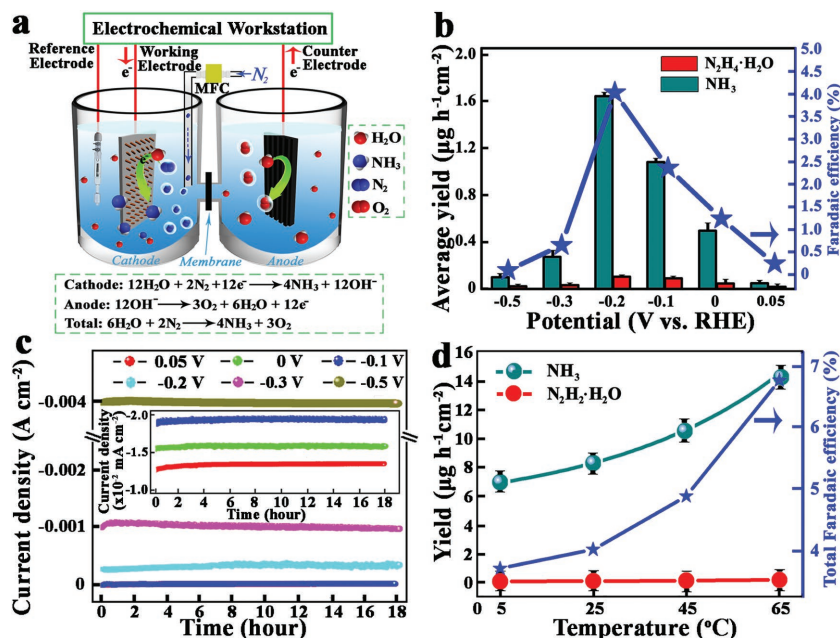 a
Electrochemical Workstation
Reference Electrode
e-
Working Electrode
Counter Electrode
e-
MFC
N2
H2O
NH3
N2
O2
Cathode
Membrane
Anode
Cathode: 12H2O + 2N2 +12e- → 4NH3 + 12OH-
Anode: 12OH- → 3O2 + 6H2O + 12e-
Total: 6H2O + 2N2 → 4NH3 + 3O2
b
Average yield (µg h-1cm-2)
2.0
1.6
1.2
0.8
0.4
0
N2H4·H2O
NH3
4.0
3.5
3.0
2.5
2.0
1.5
1.0
0.5
0
Faradaic efficiency (%)
-0.5 -0.3 -0.2 -0.1 0 0.05
Potential (V vs. RHE)
c
Current density (A cm-2)
-0.004
-0.002
-0.001
0
0.05 V 0 V -0.1 V
-0.2 V -0.3 V -0.5 V
Current density
(x10-2 mA cm-2)
-2.0
-1.5
-1.0
0 2 4 6 8 10 12 14 16 18
Time (hour)
0 2 4 6 8 10 12 14 16 18
Time (hour)
d
Yield (µg h-1cm-2)
16
14
12
10
8
6
4
2
0
NH3
N2H2·H2O
7
6
5
4
Total Faradaic efficiency (%)
0 5 25 45 65
Temperature (oC)